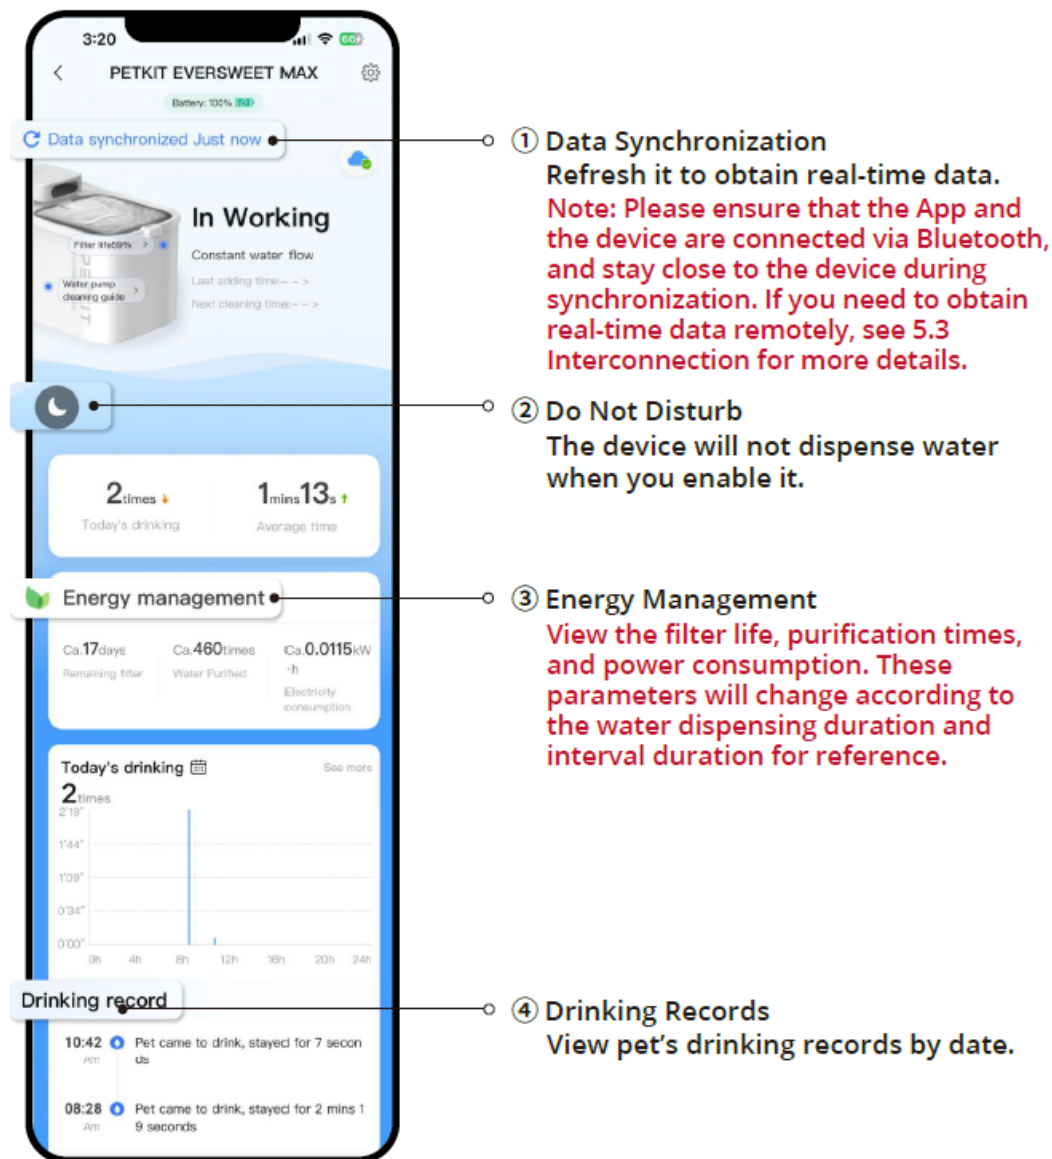 3:20
66
PETKIT EVERSWEET MAX
Battery: 100%
Data synchronized Just now
In Working
Filter life59% >
Constant water flow
Last adding time:-- >
Water pump
cleaning guide >
Next cleaning time:-- >
2times
1mins13s
Today's drinking
Average time
Energy management
Ca.17days
Ca.460times
Ca.0.0115kW
·h
Remaining filter
Water Purified
Electricity
consumption
Today's drinking
See more
2times
2'19"
1'44"
1'09"
0'34"
0'00"
0h 4h 8h 12h 16h 20h 24h
Drinking record
10:42
Am
Pet came to drink, stayed for 7 secon
ds
08:28
Am
Pet came to drink, stayed for 2 mins 1
9 seconds
① Data Synchronization
Refresh it to obtain real-time data.
Note: Please ensure that the App and
the device are connected via Bluetooth,
and stay close to the device during
synchronization. If you need to obtain
real-time data remotely, see 5.3
Interconnection for more details.
② Do Not Disturb
The device will not dispense water
when you enable it.
③ Energy Management
View the filter life, purification times,
and power consumption. These
parameters will change according to
the water dispensing duration and
interval duration for reference.
④ Drinking Records
View pet's drinking records by date.